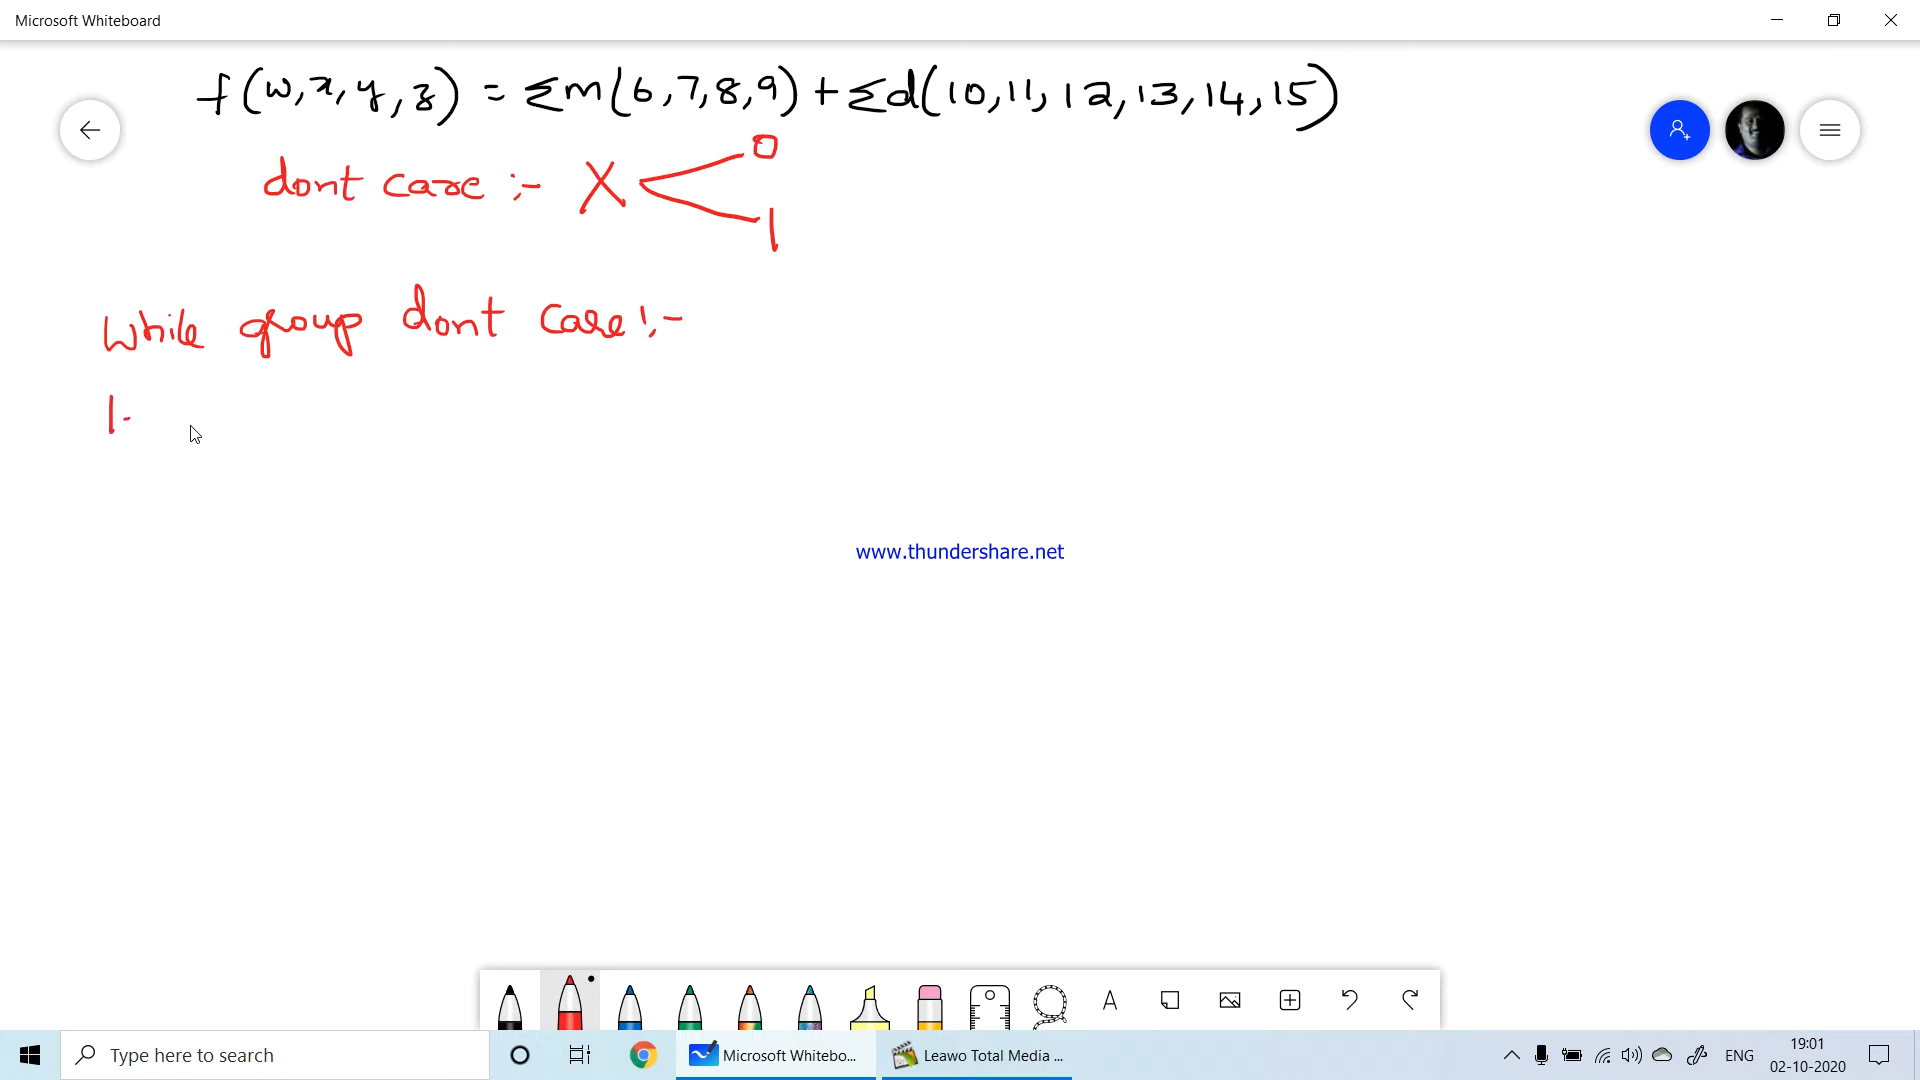 Microsoft Whiteboard
f(w,x,y,z) = Σm(6,7,8,9) + Σd(10,11,12,13,14,15)
dont care :- X 0
1
While group dont care :-
1.
www.thundershare.net
Type here to search
Microsoft Whitebo...
Leawo Total Media ...
ENG
19:01
02-10-2020